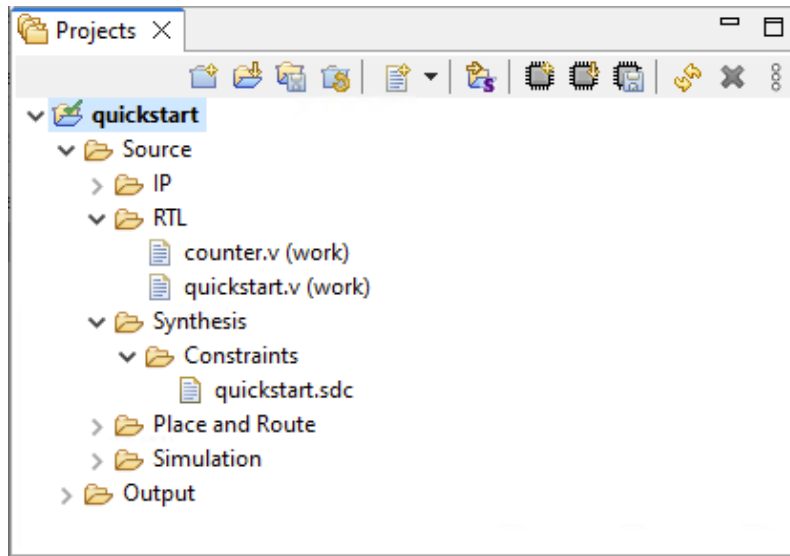 Projects
quickstart
Source
IP
RTL
counter.v (work)
quickstart.v (work)
Synthesis
Constraints
quickstart.sdc
Place and Route
Simulation
Output